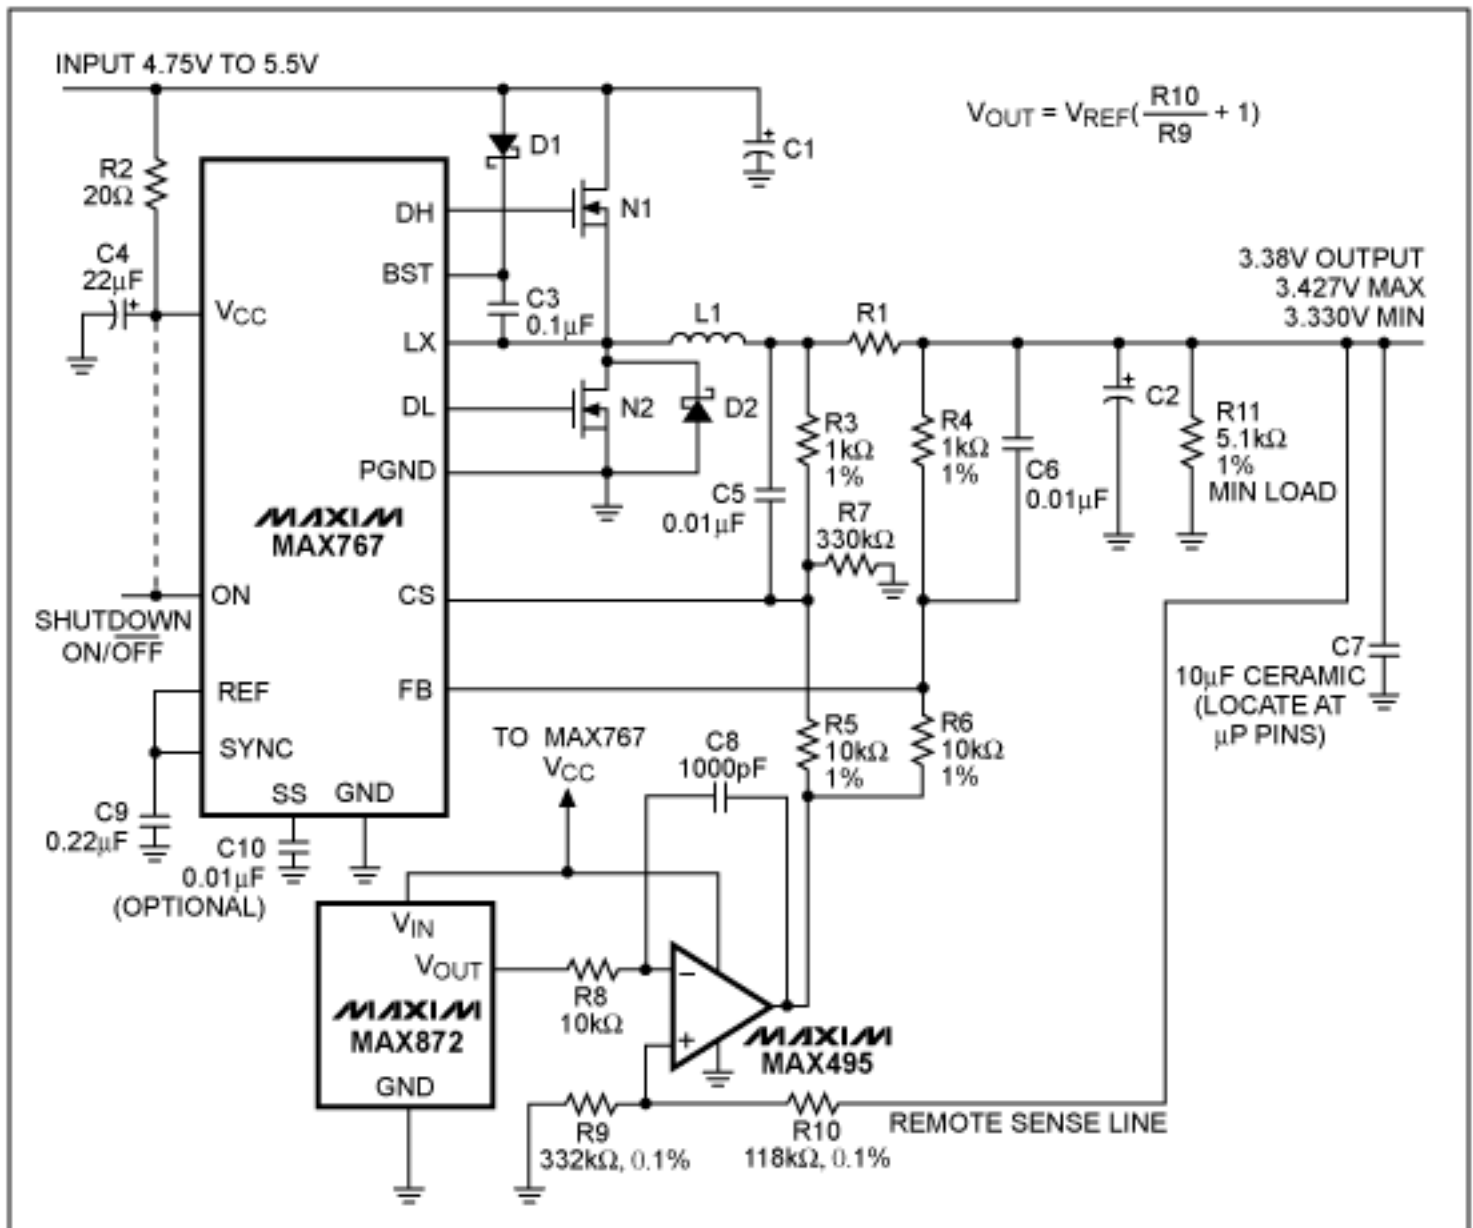 INPUT 4.75V TO 5.5V
VOUT = VREF(R10/R9 + 1)
R2
20Ω
D1
C1
DH
N1
C4
22µF
+
BST
VCC
C3
0.1µF
LX
L1
R1
3.38V OUTPUT
3.427V MAX
3.330V MIN
DL
N2
D2
R3
1kΩ
1%
R4
1kΩ
1%
+
C2
R11
5.1kΩ
1%
MIN LOAD
PGND
C5
0.01µF
C6
0.01µF
R7
330kΩ
MAXIM
MAX767
ON
CS
SHUTDOWN
ON/OFF
REF
FB
C7
10µF CERAMIC
(LOCATE AT
µP PINS)
SYNC
TO MAX767
VCC
C8
1000pF
R5
10kΩ
1%
R6
10kΩ
1%
SS
GND
C9
0.22µF
C10
0.01µF
(OPTIONAL)
VIN
VOUT
MAXIM
MAX872
GND
R8
10kΩ
−
+
MAXIM
MAX495
R9
332kΩ, 0.1%
R10
118kΩ, 0.1%
REMOTE SENSE LINE